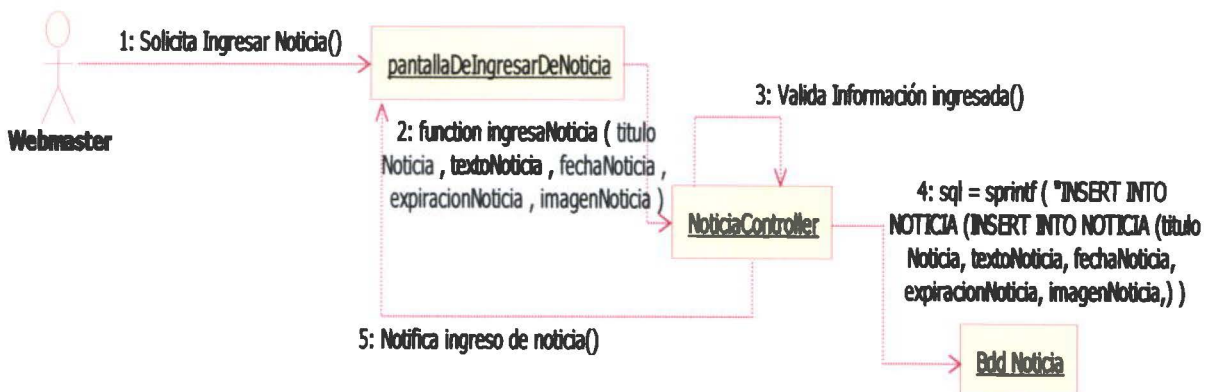 1: Solicita Ingresar Noticia()
pantallaDeIngresarDeNoticia
Webmaster
2: function ingresaNoticia ( titulo
Noticia , textoNoticia , fechaNoticia ,
expiracionNoticia , imagenNoticia )
3: Valida Información ingresada()
NoticiaController
4: sql = sprintf ( "INSERT INTO
NOTICIA (INSERT INTO NOTICIA (titulo
Noticia, textoNoticia, fechaNoticia,
expiracionNoticia, imagenNoticia,) )
5: Notifica ingreso de noticia()
Bdd_Noticia